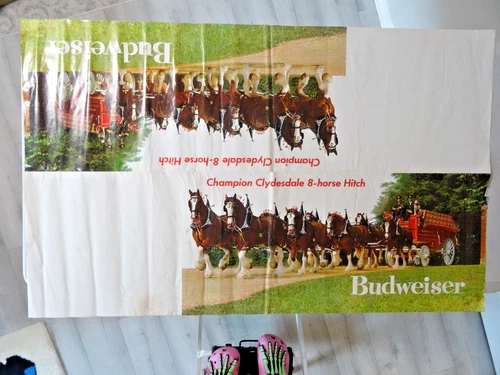 Budweiser
Champion Clydesdale 8-horse Hitch
Champion Clydesdale 8-horse Hitch
Budweiser